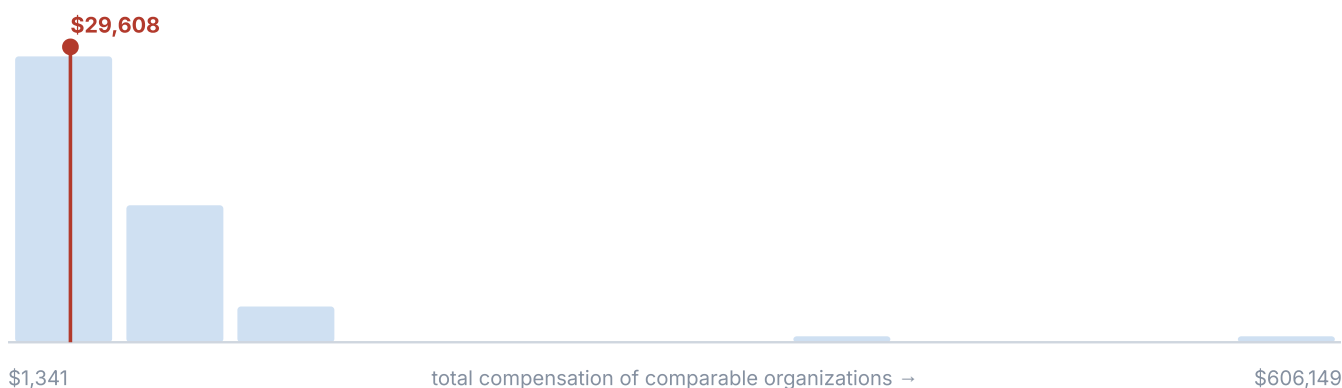 $29,608
$1,341
total compensation of comparable organizations →
$606,149